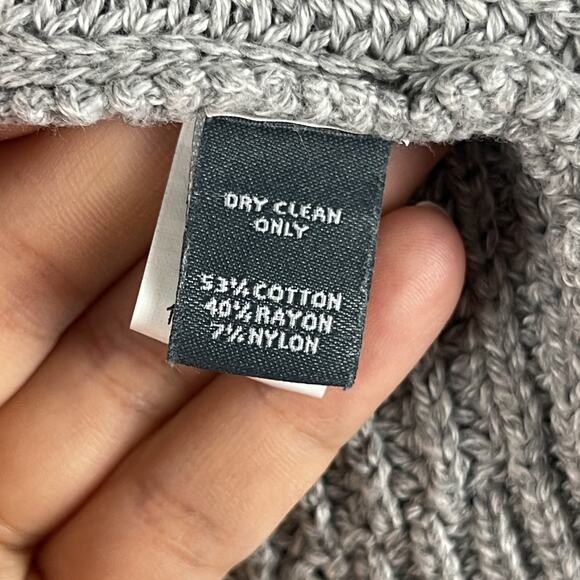 DRY CLEAN
ONLY
53% COTTON
40% RAYON
7% NYLON